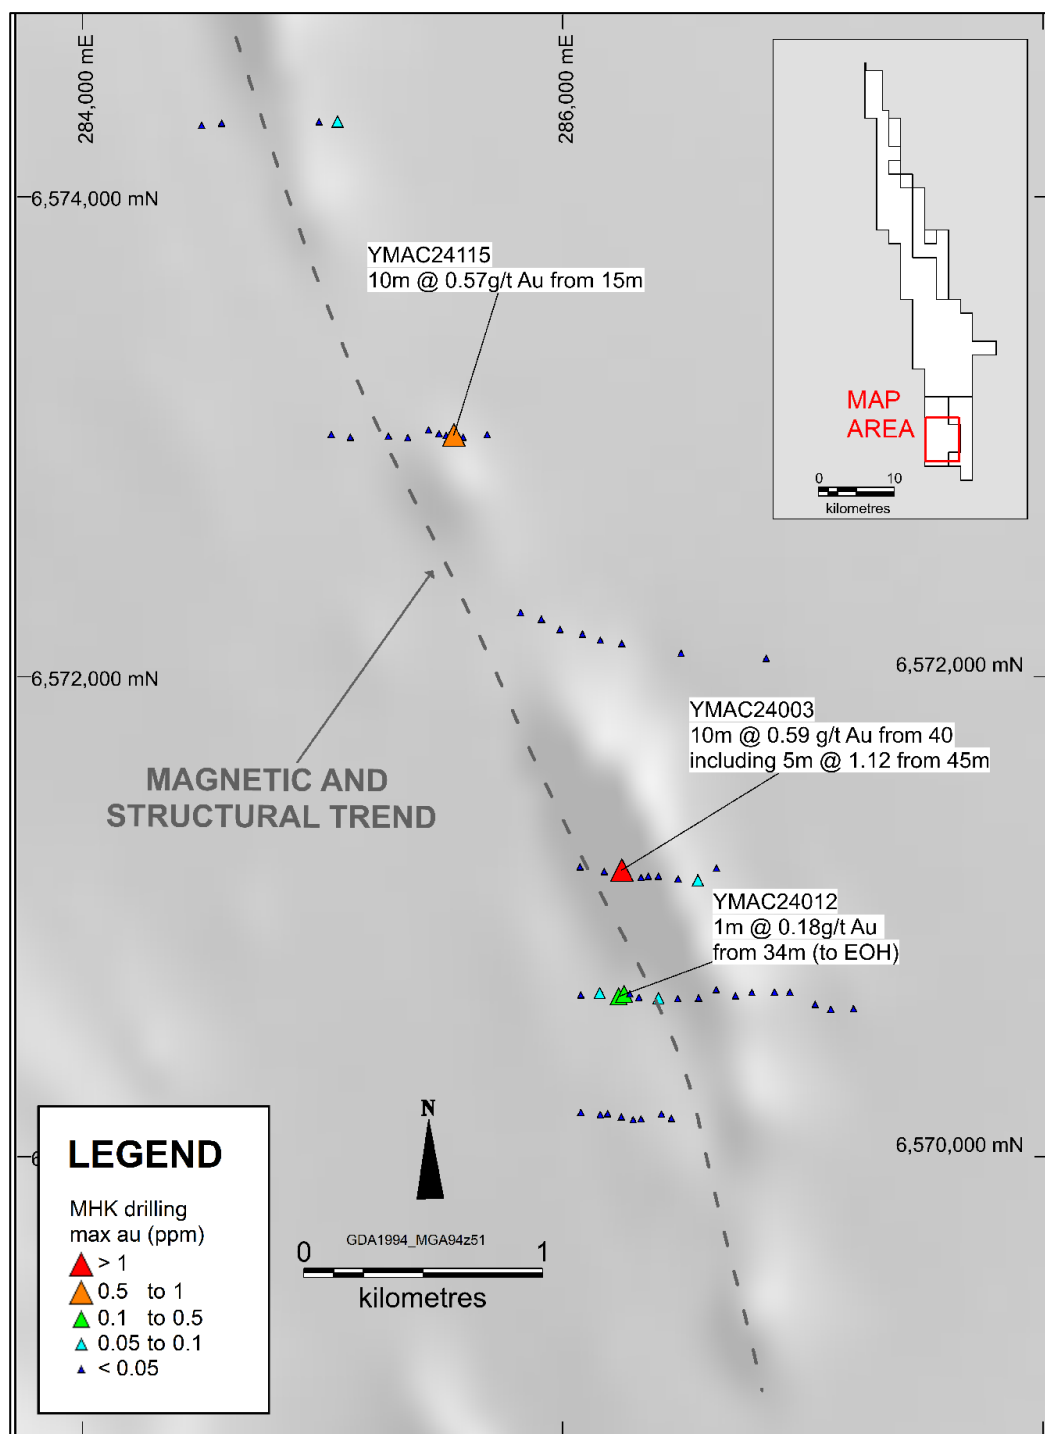 284,000 mE
286,000 mE
6,574,000 mN
YMAC24115
10m @ 0.57g/t Au from 15m
MAP
AREA
0
10
kilometres
6,572,000 mN
6,572,000 mN
YMAC24003
10m @ 0.59 g/t Au from 40
including 5m @ 1.12 from 45m
MAGNETIC AND
STRUCTURAL TREND
YMAC24012
1m @ 0.18g/t Au
from 34m (to EOH)
6,570,000 mN
N
GDA1994_MGA94z51
0
1
kilometres
LEGEND
MHK drilling
max au (ppm)
> 1
0.5 to 1
0.1 to 0.5
0.05 to 0.1
< 0.05